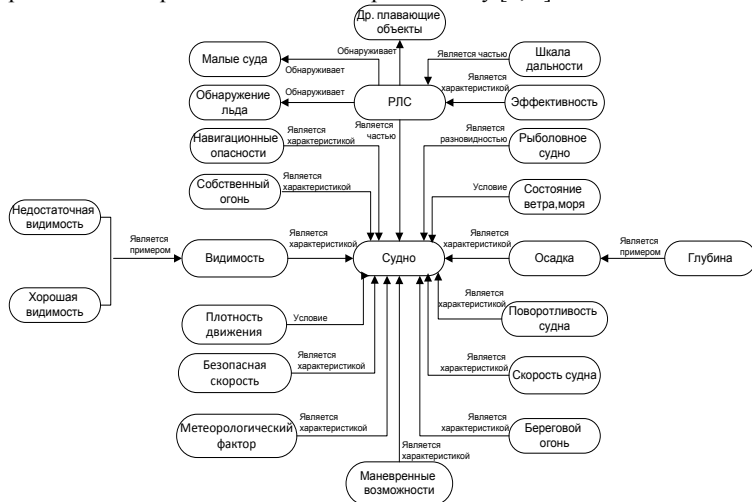 Др. плавающие
объекты
Малые суда
Обнаруживает
Обнаруживает
Является частью
Шкала
дальности
Обнаружение
льда
Обнаруживает
РЛС
Является
характеристикой
Эффективность
Навигационные
опасности
Является
характеристикой
Является
частью
Является
разновидностью
Рыболовное
судно
Собственный
огонь
Является
характеристикой
Условие
Состояние
ветра,моря
Недостаточная
видимость
Является
примером
Хорошая
видимость
Видимость
Является
характеристикой
Судно
Является
характеристикой
Осадка
Является
примером
Глубина
Плотность
движения
Условие
Является
характеристикой
Поворотливость
судна
Безопасная
скорость
Является
характеристикой
Является
характеристикой
Скорость судна
Метеорологический
фактор
Является
характеристикой
Является
характеристикой
Береговой
огонь
Является
характеристикой
Маневренные
возможности